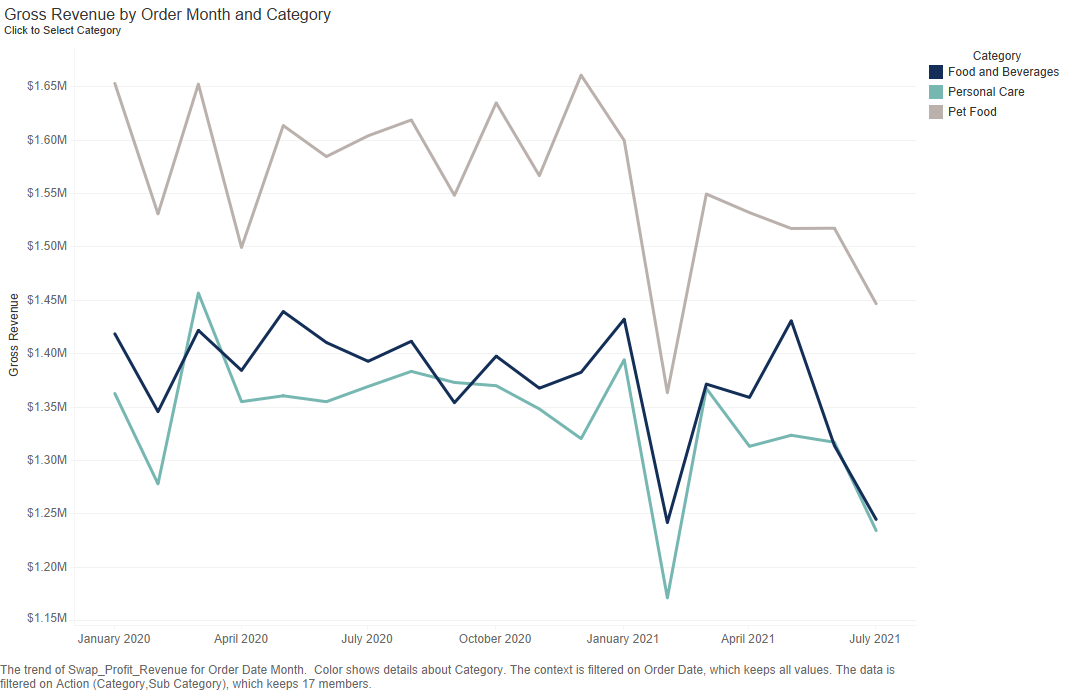 Gross Revenue by Order Month and Category
Click to Select Category
Category
Food and Beverages
Personal Care
Pet Food
Gross Revenue
$1.65M
$1.60M
$1.55M
$1.50M
$1.45M
$1.40M
$1.35M
$1.30M
$1.25M
$1.20M
$1.15M
January 2020
April 2020
July 2020
October 2020
January 2021
April 2021
July 2021
The trend of Swap_Profit_Revenue for Order Date Month.  Color shows details about Category. The context is filtered on Order Date, which keeps all values. The data is
filtered on Action (Category,Sub Category), which keeps 17 members.